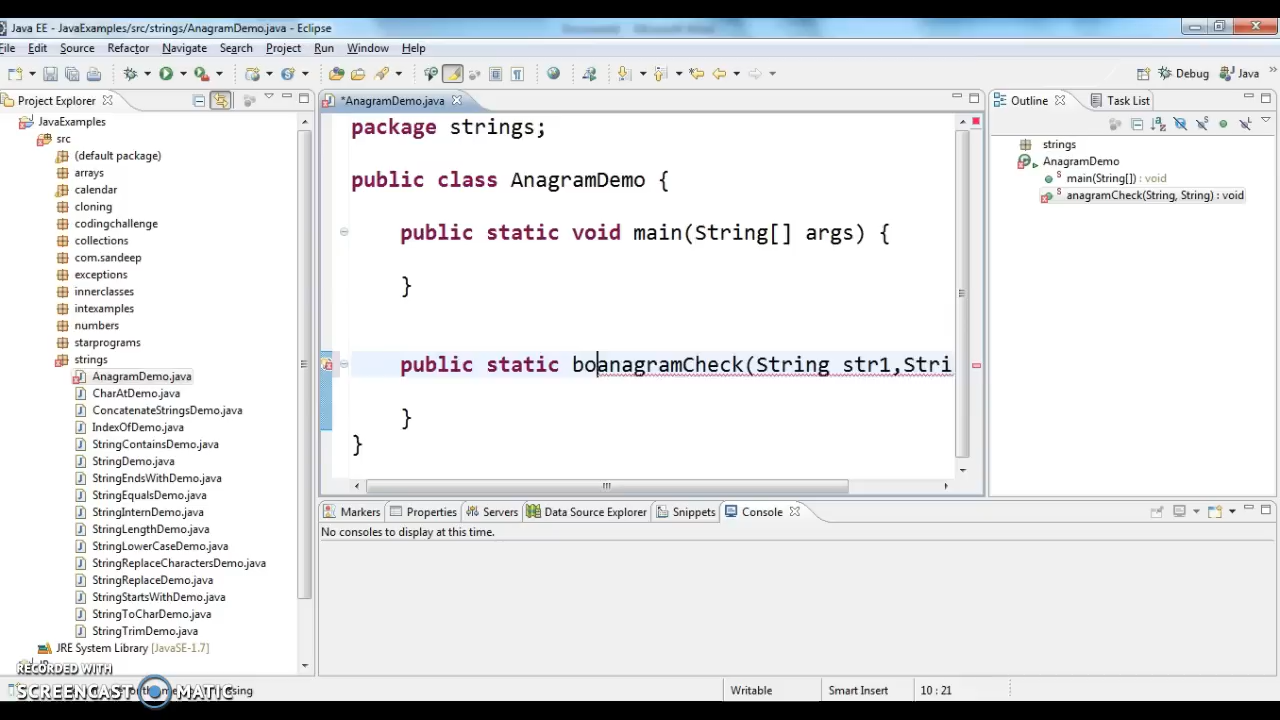 Java EE - JavaExamples/src/strings/AnagramDemo.java - Eclipse
File Edit Source Refactor Navigate Search Project Run Window Help
Debug Java
Project Explorer
*AnagramDemo.java
Outline Task List
JavaExamples
src
(default package)
arrays
calendar
cloning
codingchallenge
collections
com.sandeep
exceptions
innerclasses
intexamples
numbers
starprograms
strings
AnagramDemo.java
CharAtDemo.java
ConcatenateStringsDemo.java
IndexOfDemo.java
StringContainsDemo.java
StringDemo.java
StringEndsWithDemo.java
StringEqualsDemo.java
StringInternDemo.java
StringLengthDemo.java
StringLowerCaseDemo.java
StringReplaceCharactersDemo.java
StringReplaceDemo.java
StringStartsWithDemo.java
StringToCharDemo.java
StringTrimDemo.java
JRE System Library [JavaSE-1.7]
package strings;
public class AnagramDemo {
public static void main(String[] args) {
}
public static boanagramCheck(String str1,Stri
}
}
strings
AnagramDemo
main(String[]) : void
anagramCheck(String, String) : void
Markers Properties Servers Data Source Explorer Snippets Console
No consoles to display at this time.
RECORDED WITH
SCREENCAST MATIC
Writable Smart Insert 10 : 21